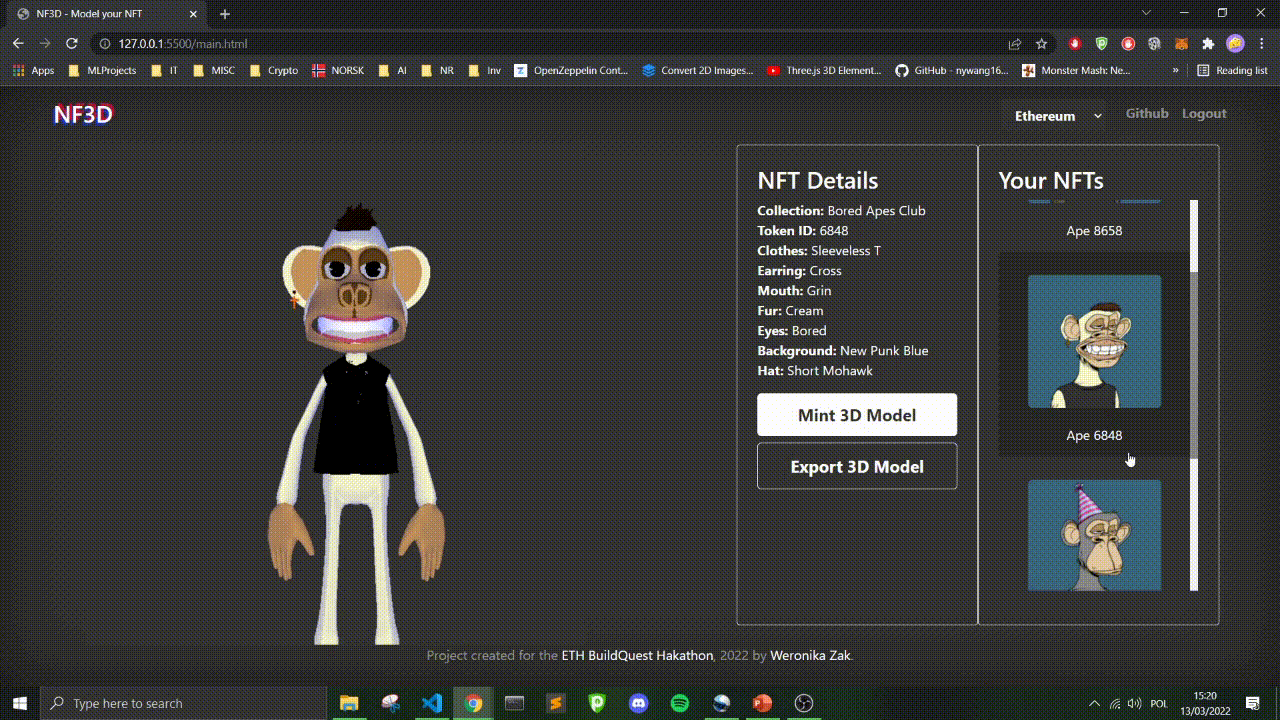 NF3D - Model your NFT
127.0.0.1:5500/main.html
Apps MLProjects IT MISC Crypto NORSK AI NR Inv OpenZeppelin Cont... Convert 2D Images... Three.js 3D Element... GitHub - nywang16... Monster Mash: Ne... » Reading list
NF3D
Ethereum Github Logout
NFT Details
Collection: Bored Apes Club
Token ID: 6848
Clothes: Sleeveless T
Earring: Cross
Mouth: Grin
Fur: Cream
Eyes: Bored
Background: New Punk Blue
Hat: Short Mohawk
Mint 3D Model
Export 3D Model
Your NFTs
Ape 8658
Ape 6848
Project created for the ETH BuildQuest Hakathon, 2022 by Weronika Zak.
Type here to search
POL
15:20
13/03/2022